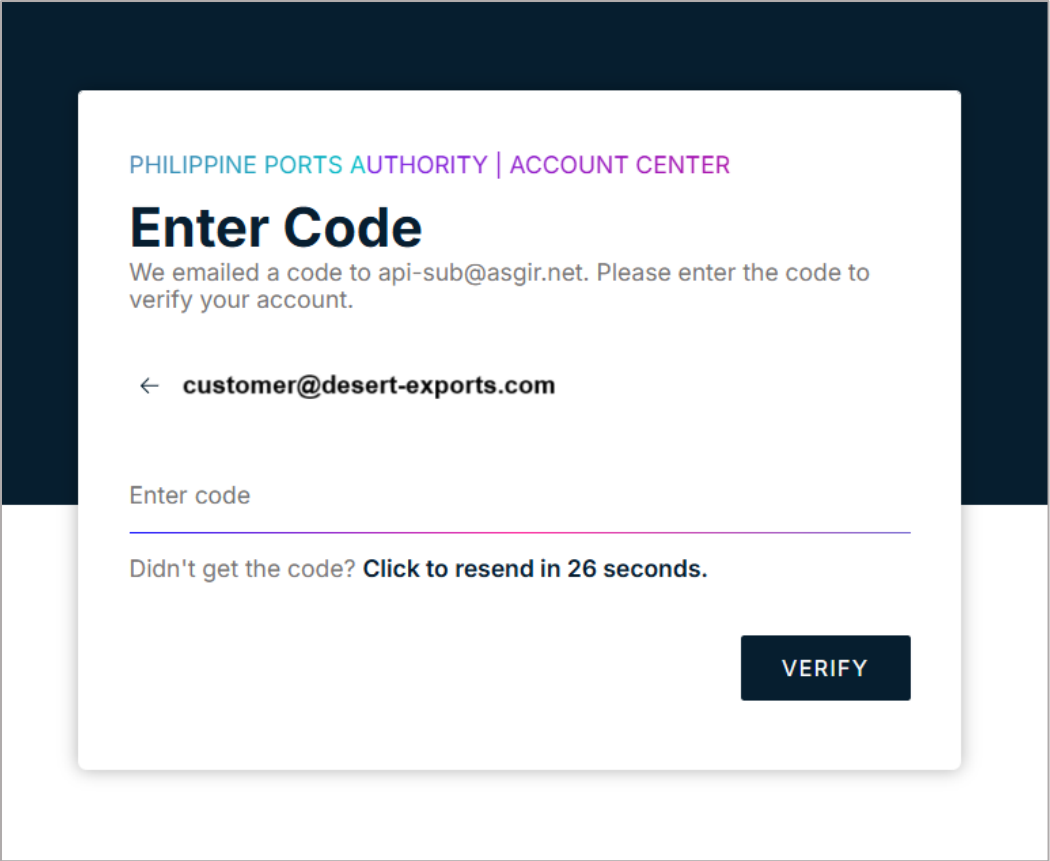 PHILIPPINE PORTS AUTHORITY | ACCOUNT CENTER
Enter Code
We emailed a code to api-sub@asgir.net. Please enter the code to
verify your account.
← customer@desert-exports.com
Enter code
Didn't get the code? Click to resend in 26 seconds.
VERIFY